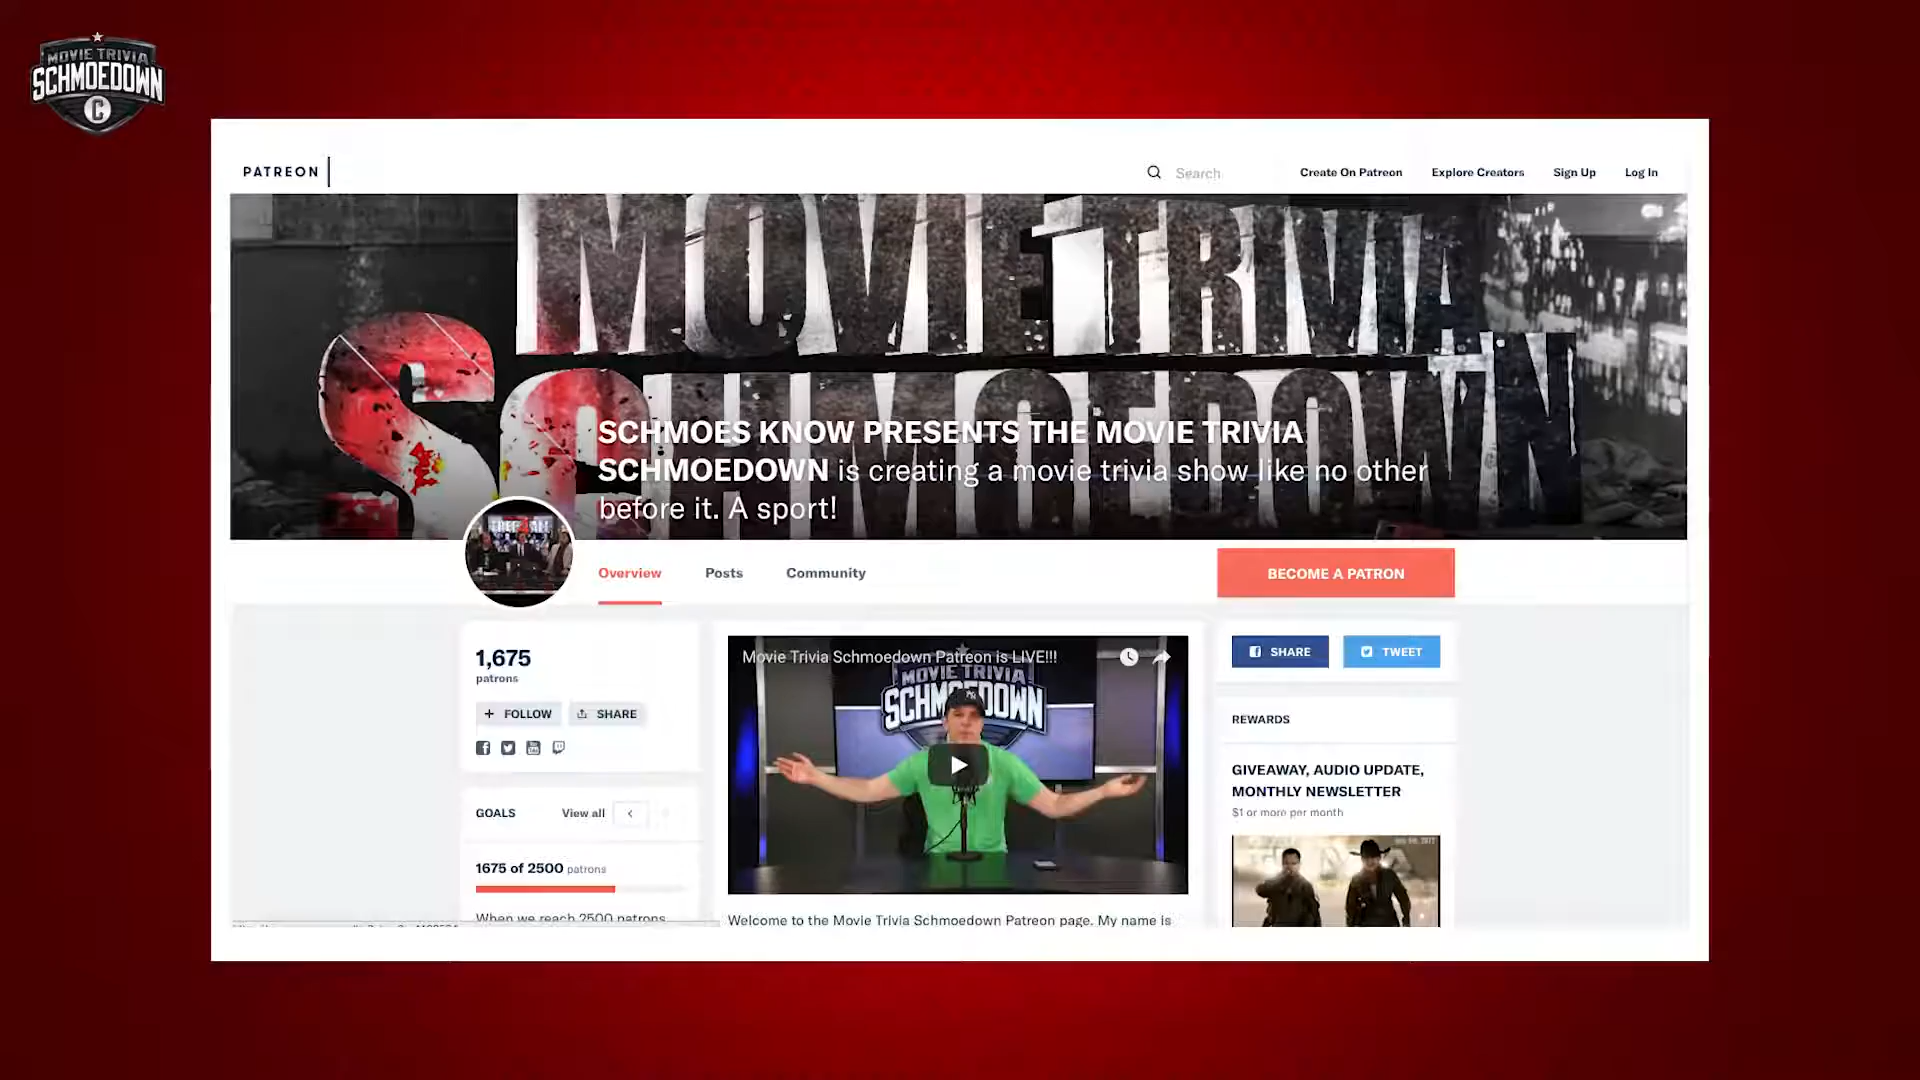 MOVIE TRIVIA
SCHMOEDOWN
C
PATREON
Search
Create On Patreon
Explore Creators
Sign Up
Log In
MOVIE TRIVIA
SCHMOEDOWN
SCHMOES KNOW PRESENTS THE MOVIE TRIVIA
SCHMOEDOWN is creating a movie trivia show like no other
before it. A sport!
Overview
Posts
Community
BECOME A PATRON
1,675
patrons
+ FOLLOW
SHARE
GOALS
View all
1675 of 2500 patrons
When we reach 2500 patrons
Movie Trivia Schmoedown Patreon is LIVE!!!
MOVIE TRIVIA
SCHMOEDOWN
Welcome to the Movie Trivia Schmoedown Patreon page. My name is
SHARE
TWEET
REWARDS
GIVEAWAY, AUDIO UPDATE,
MONTHLY NEWSLETTER
$1 or more per month